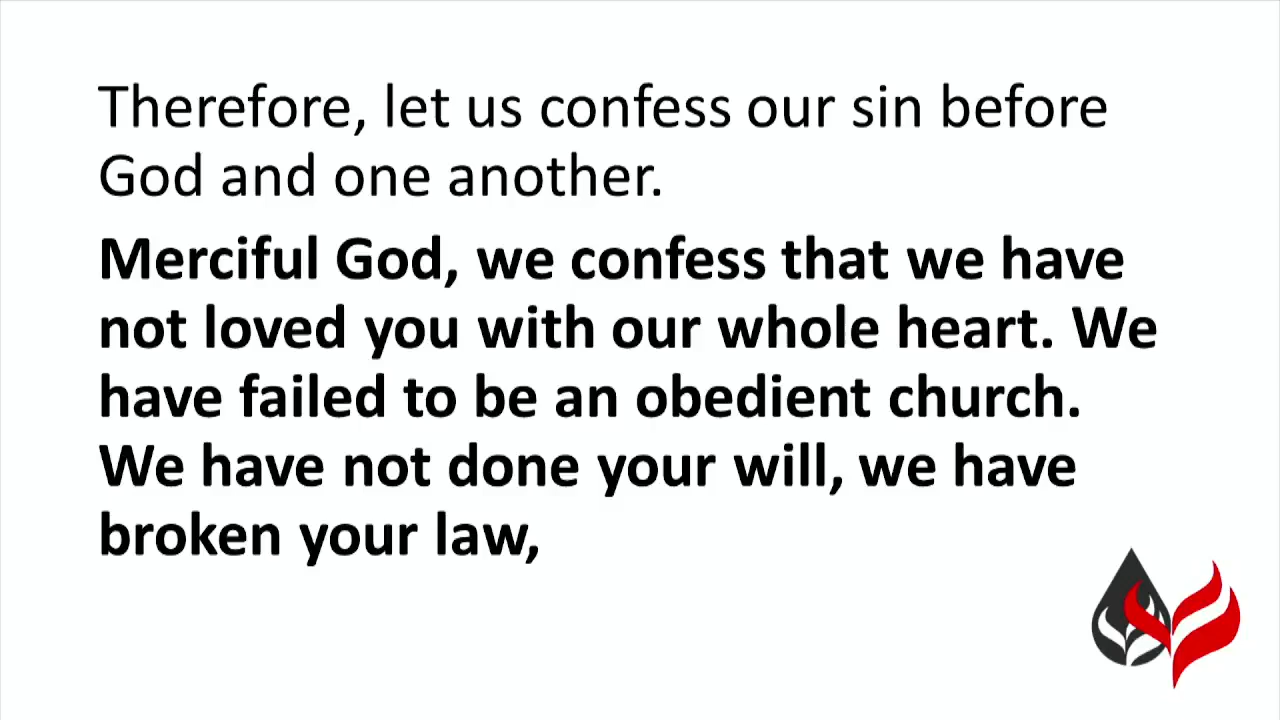 Therefore, let us confess our sin before
God and one another.
Merciful God, we confess that we have
not loved you with our whole heart. We
have failed to be an obedient church.
We have not done your will, we have
broken your law,